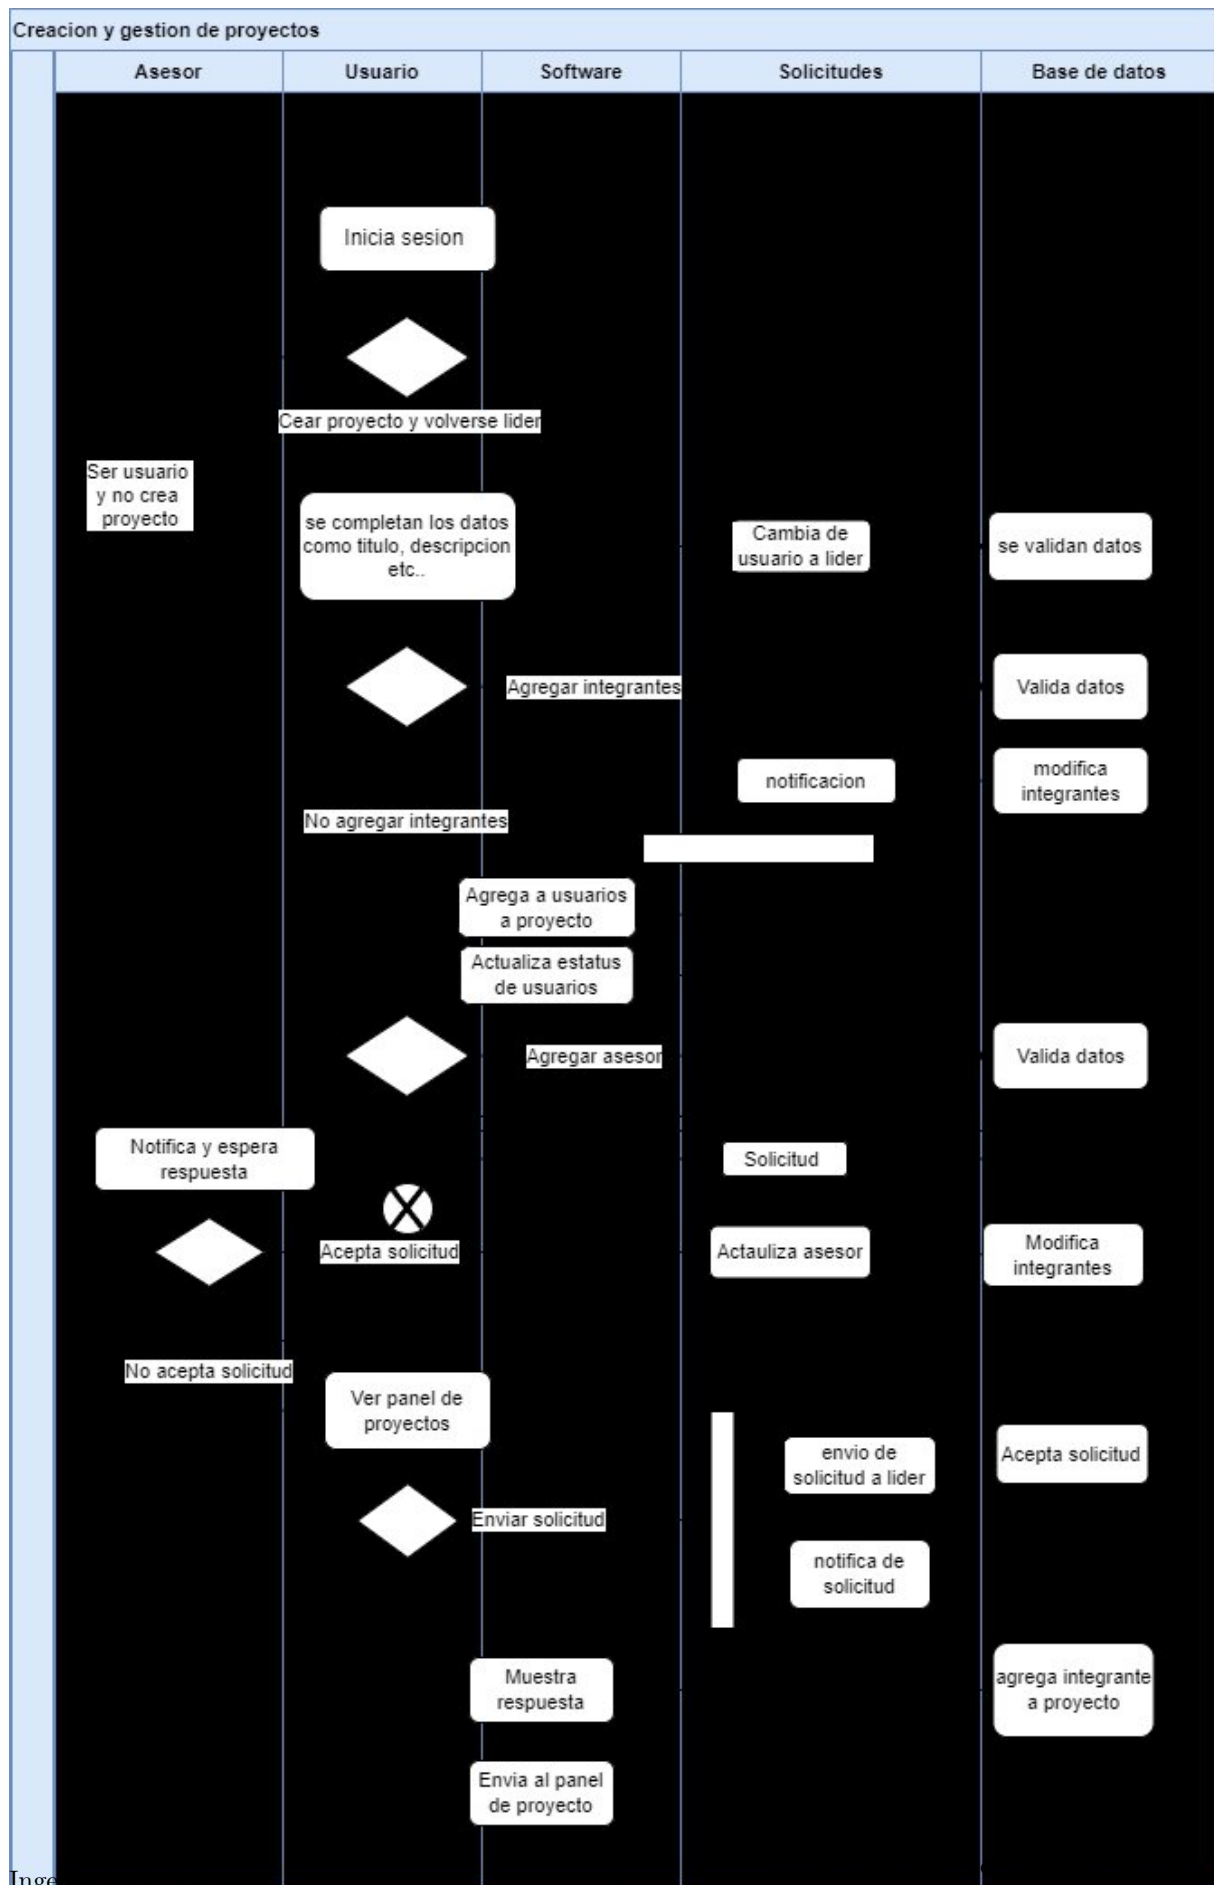 Creacion y gestion de proyectos
Asesor
Usuario
Software
Solicitudes
Base de datos
Inicia sesion
Cear proyecto y volverse lider
Ser usuario
y no crea
proyecto
se completan los datos
como titulo, descripcion
etc..
Cambia de
usuario a lider
se validan datos
Agregar integrantes
Valida datos
notificacion
modifica
integrantes
No agregar integrantes
Agrega a usuarios
a proyecto
Actualiza estatus
de usuarios
Agregar asesor
Valida datos
Notifica y espera
respuesta
Solicitud
Acepta solicitud
Actauliza asesor
Modifica
integrantes
No acepta solicitud
Ver panel de
proyectos
envio de
solicitud a lider
Acepta solicitud
Enviar solicitud
notifica de
solicitud
Muestra
respuesta
agrega integrante
a proyecto
Envia al panel
de proyecto
Inge